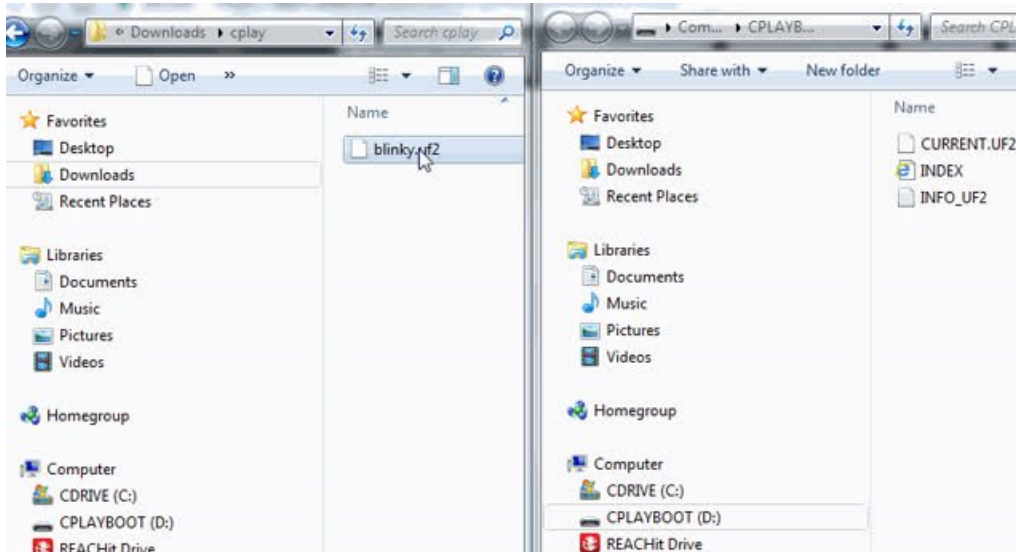 Downloads cplay
Search cplay
Organize Open »
Name
Favorites
Desktop
Downloads
Recent Places
Libraries
Documents
Music
Pictures
Videos
Homegroup
Computer
CDRIVE (C:)
CPLAYBOOT (D:)
REACHit Drive
blinky.uf2
Com... CPLAYB...
Search CPL
Organize Share with New folder
Name
Favorites
Desktop
Downloads
Recent Places
Libraries
Documents
Music
Pictures
Videos
Homegroup
Computer
CDRIVE (C:)
CPLAYBOOT (D:)
REACHit Drive
CURRENT.UF2
INDEX
INFO_UF2